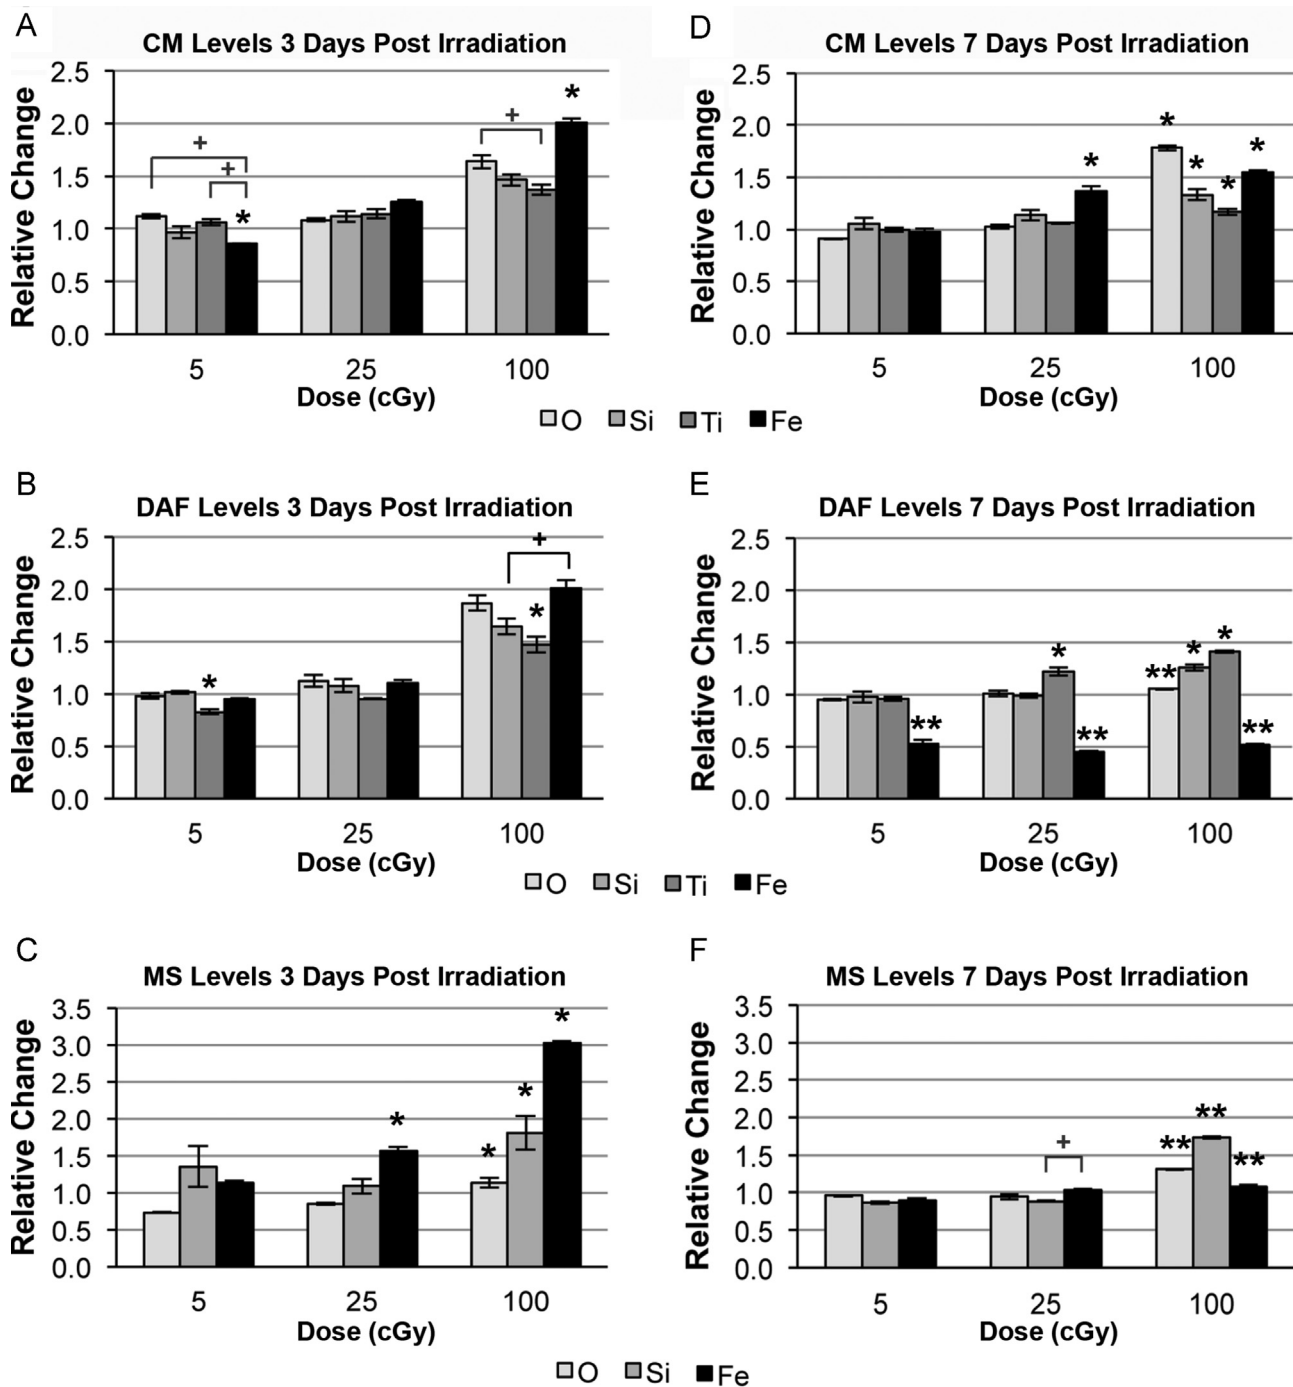 A
CM Levels 3 Days Post Irradiation
Relative Change
2.5
2.0
1.5
1.0
0.5
0.0
+
+
*
+
*
5 25 100
Dose (cGy)
D
CM Levels 7 Days Post Irradiation
Relative Change
2.5
2.0
1.5
1.0
0.5
0.0
*
*
*
*
*
5 25 100
Dose (cGy)
O Si Ti Fe
B
DAF Levels 3 Days Post Irradiation
Relative Change
2.5
2.0
1.5
1.0
0.5
0.0
*
+
*
5 25 100
Dose (cGy)
E
DAF Levels 7 Days Post Irradiation
Relative Change
2.5
2.0
1.5
1.0
0.5
0.0
**
*
**
**
*
*
**
5 25 100
Dose (cGy)
O Si Ti Fe
C
MS Levels 3 Days Post Irradiation
Relative Change
3.5
3.0
2.5
2.0
1.5
1.0
0.5
0.0
*
*
*
*
5 25 100
Dose (cGy)
F
MS Levels 7 Days Post Irradiation
Relative Change
3.5
3.0
2.5
2.0
1.5
1.0
0.5
0.0
+
**
**
**
5 25 100
Dose (cGy)
O Si Fe